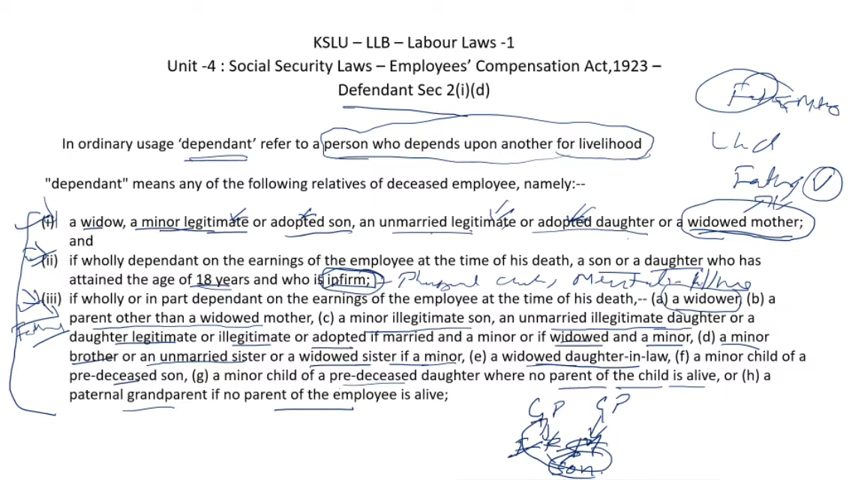 KSLU – LLB – Labour Laws -1
Unit -4 : Social Security Laws – Employees' Compensation Act,1923 –
Defendant Sec 2(i)(d)
In ordinary usage 'dependant' refer to a person who depends upon another for livelihood
"dependant" means any of the following relatives of deceased employee, namely:--
(i) a widow, a minor legitimate or adopted son, an unmarried legitimate or adopted daughter or a widowed mother;
and
(ii) if wholly dependant on the earnings of the employee at the time of his death, a son or a daughter who has
attained the age of 18 years and who is infirm;
(iii) if wholly or in part dependant on the earnings of the employee at the time of his death,-- (a) a widower, (b) a
parent other than a widowed mother, (c) a minor illegitimate son, an unmarried illegitimate daughter or a
daughter legitimate or illegitimate or adopted if married and a minor or if widowed and a minor, (d) a minor
brother or an unmarried sister or a widowed sister if a minor, (e) a widowed daughter-in-law, (f) a minor child of a
pre-deceased son, (g) a minor child of a pre-deceased daughter where no parent of the child is alive, or (h) a
paternal grandparent if no parent of the employee is alive;
GP GP
son